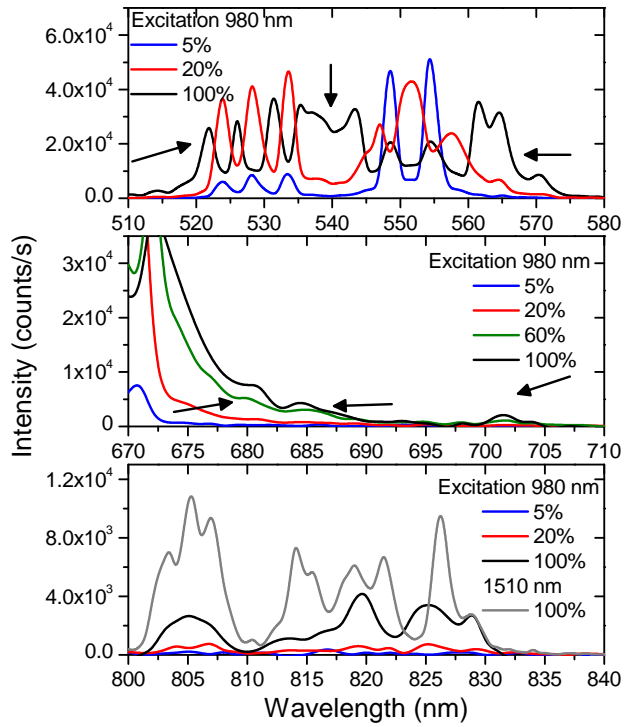 Excitation 980 nm
5%
20%
100%
6.0x10⁴
4.0x10⁴
2.0x10⁴
0.0
510 520 530 540 550 560 570 580
Intensity (counts/s)
Excitation 980 nm
5%
20%
60%
100%
3x10⁴
2x10⁴
1x10⁴
0
670 675 680 685 690 695 700 705 710
Excitation 980 nm
5%
20%
100%
1510 nm
100%
1.2x10⁴
8.0x10³
4.0x10³
0.0
800 805 810 815 820 825 830 835 840
Wavelength (nm)